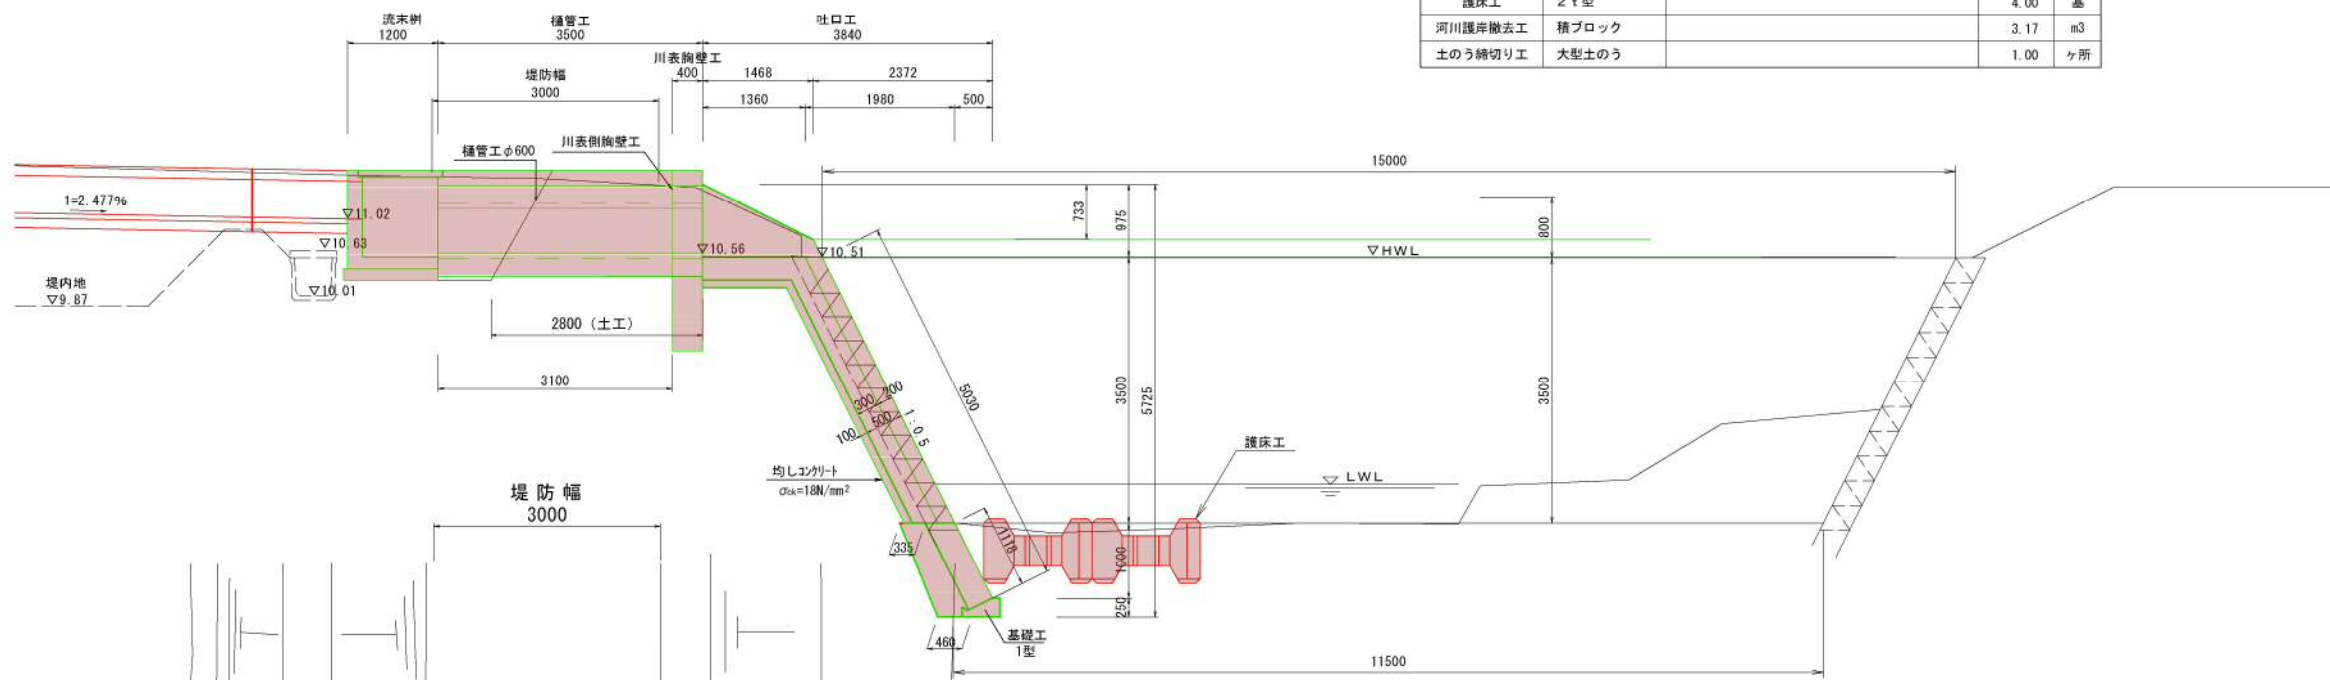 流末桝
樋管工
吐口工
1200
3500
3840
川表胸壁工
堤防幅
400
1468
2372
3000
1360
1980
500
護床工 2t型 4.00 基
河川護岸撤去工 積ブロック 3.17 m3
土のう締切り工 大型土のう 1.00 ヶ所
川表側胸壁工
樋管工φ600
15000
1=2.477%
▽11.02
733
975
800
▽10.63
▽10.56
▽10.51
▽HWL
堤内地
▽9.87
▽10.01
2800(土工)
3100
5030
3500
5725
3500
300
200
500
100
1:0.5
護床工
均しコンクリート
σck=18N/mm²
LWL
堤防幅
3000
335
1118
1000
250
460
基礎工
1型
11500